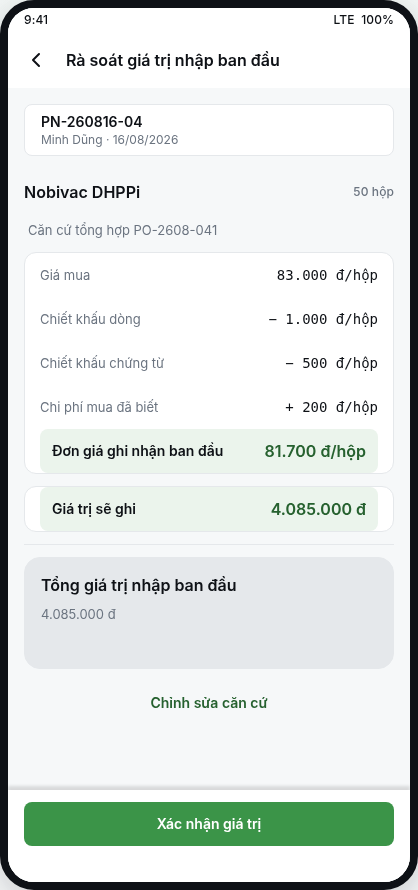 9:41
LTE 100%
Rà soát giá trị nhập ban đầu
PN-260816-04
Minh Dũng · 16/08/2026
Nobivac DHPPi
50 hộp
Căn cứ tổng hợp PO-2608-041
Giá mua
83.000 đ/hộp
Chiết khấu dòng
− 1.000 đ/hộp
Chiết khấu chứng từ
− 500 đ/hộp
Chi phí mua đã biết
+ 200 đ/hộp
Đơn giá ghi nhận ban đầu
81.700 đ/hộp
Giá trị sẽ ghi
4.085.000 đ
Tổng giá trị nhập ban đầu
4.085.000 đ
Chỉnh sửa căn cứ
Xác nhận giá trị